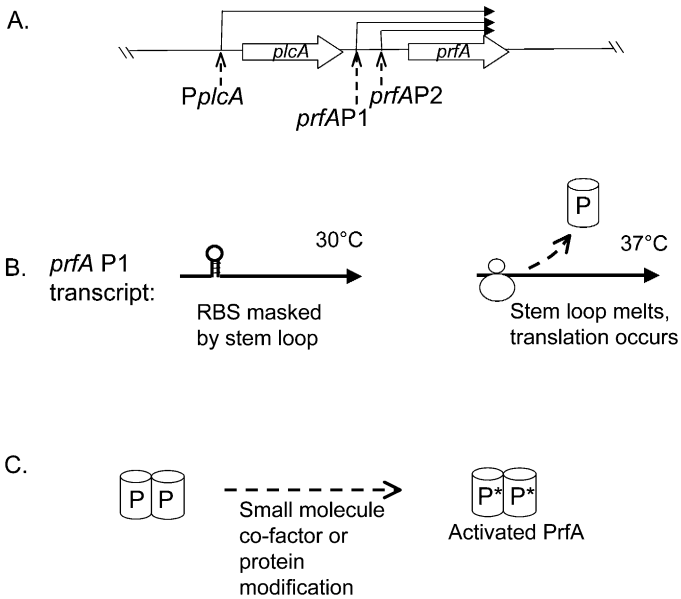 A.
plcA
prfA
PplcA
prfAP1
prfAP2
B.
prfA P1
transcript:
30°C
RBS masked
by stem loop
P
37°C
Stem loop melts,
translation occurs
C.
P P
Small molecule
co-factor or
protein
modification
P* P*
Activated PrfA